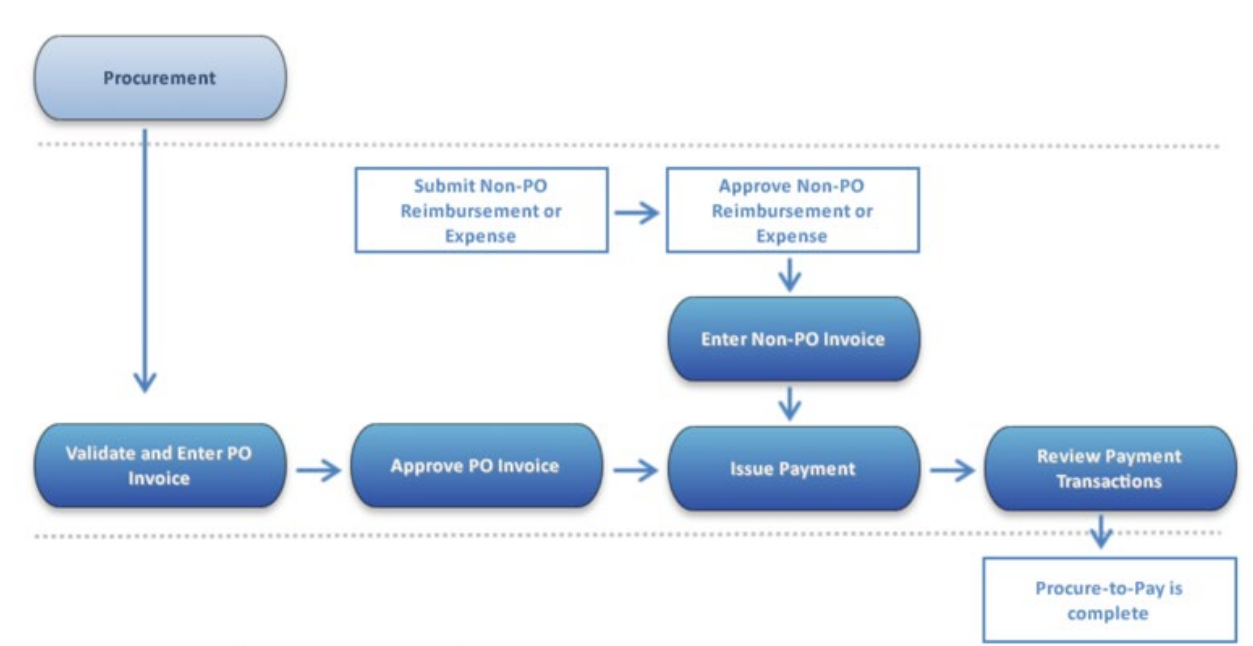 Procurement
Submit Non-PO
Reimbursement or
Expense
Approve Non-PO
Reimbursement or
Expense
Enter Non-PO Invoice
Validate and Enter PO
Invoice
Approve PO Invoice
Issue Payment
Review Payment
Transactions
Procure-to-Pay is
complete